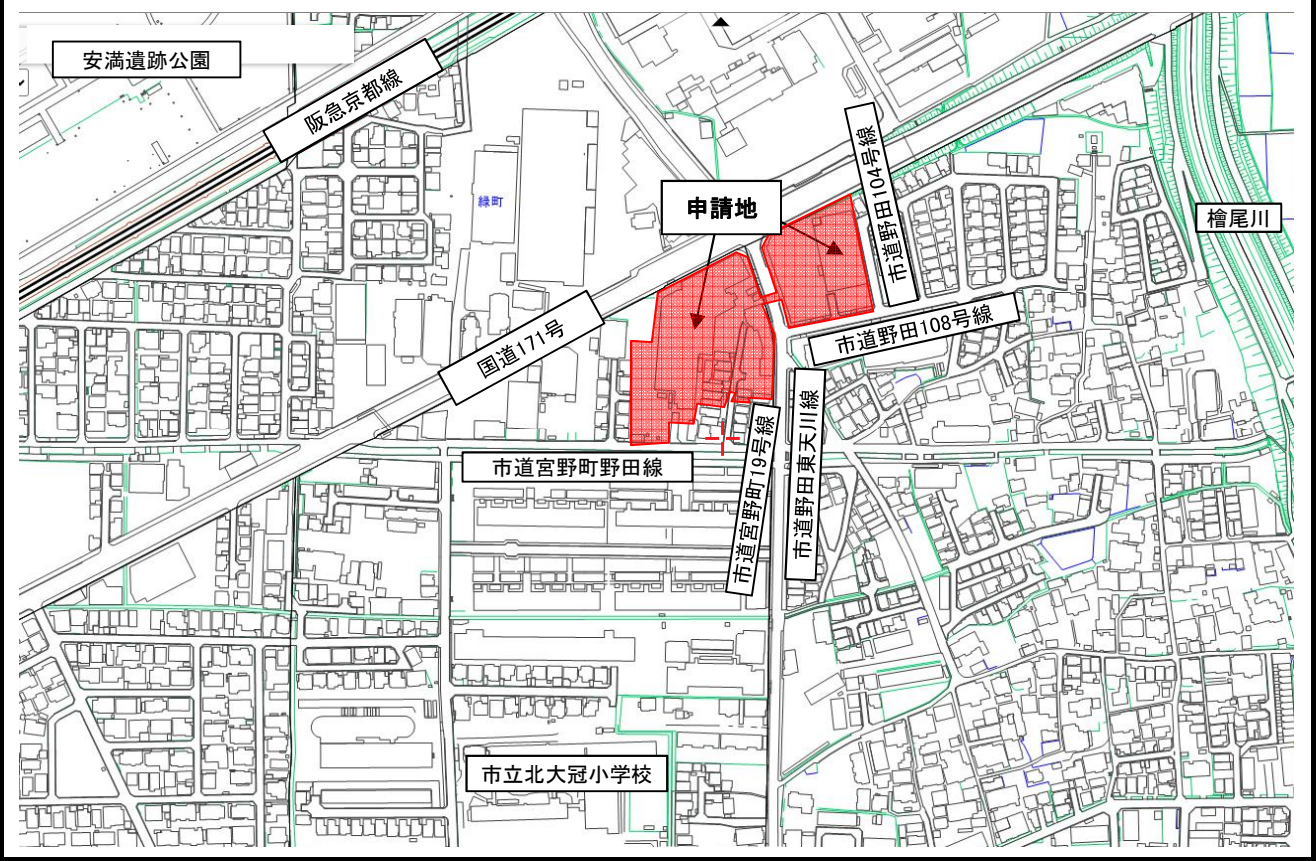 安満遺跡公園
阪急京都線
緑町
申請地
市道野田104号線
檜尾川
国道171号
市道野田108号線
市道宮野町野田線
市道宮野町19号線
市道野田東天川線
市立北大冠小学校